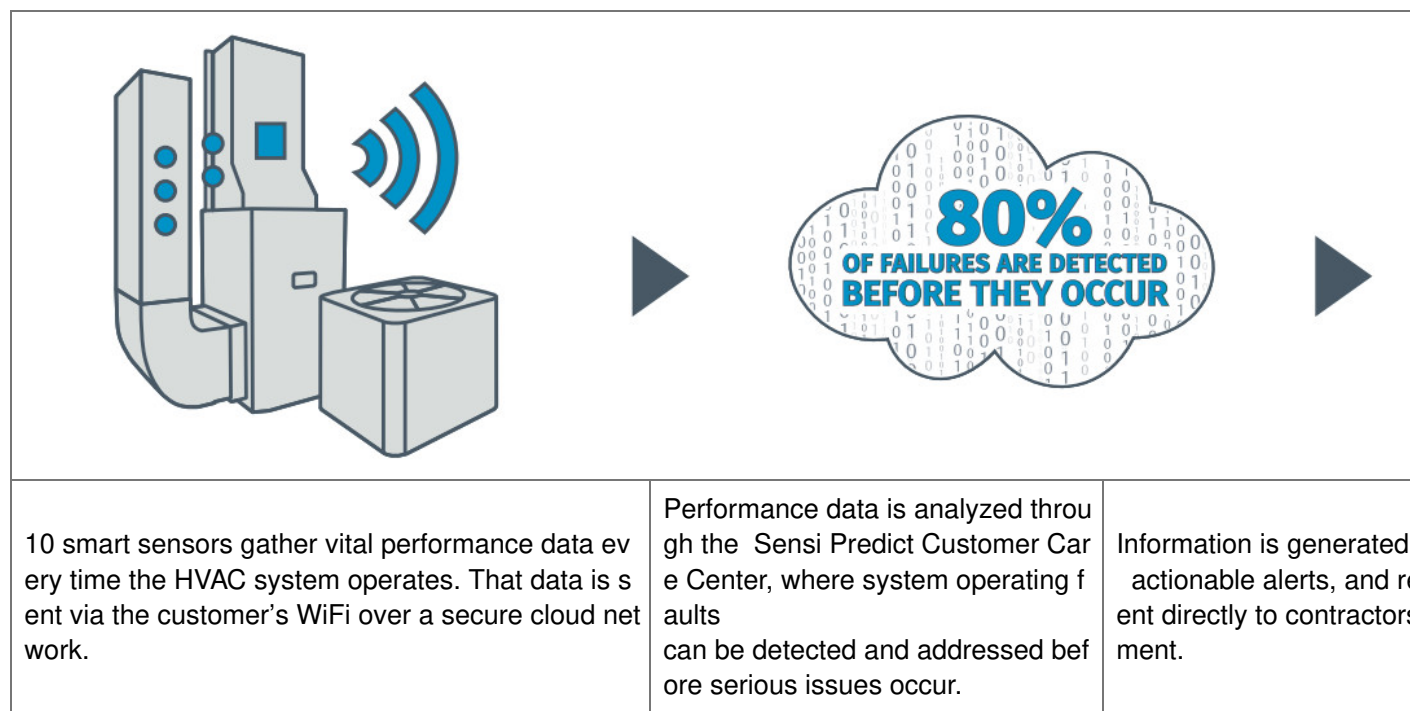 80%
OF FAILURES ARE DETECTED
BEFORE THEY OCCUR
10 smart sensors gather vital performance data ev
ery time the HVAC system operates. That data is s
ent via the customer’s WiFi over a secure cloud net
work.
Performance data is analyzed throu
gh the Sensi Predict Customer Car
e Center, where system operating f
aults
can be detected and addressed bef
ore serious issues occur.
Information is generated
actionable alerts, and
ent directly to contractors
ment.